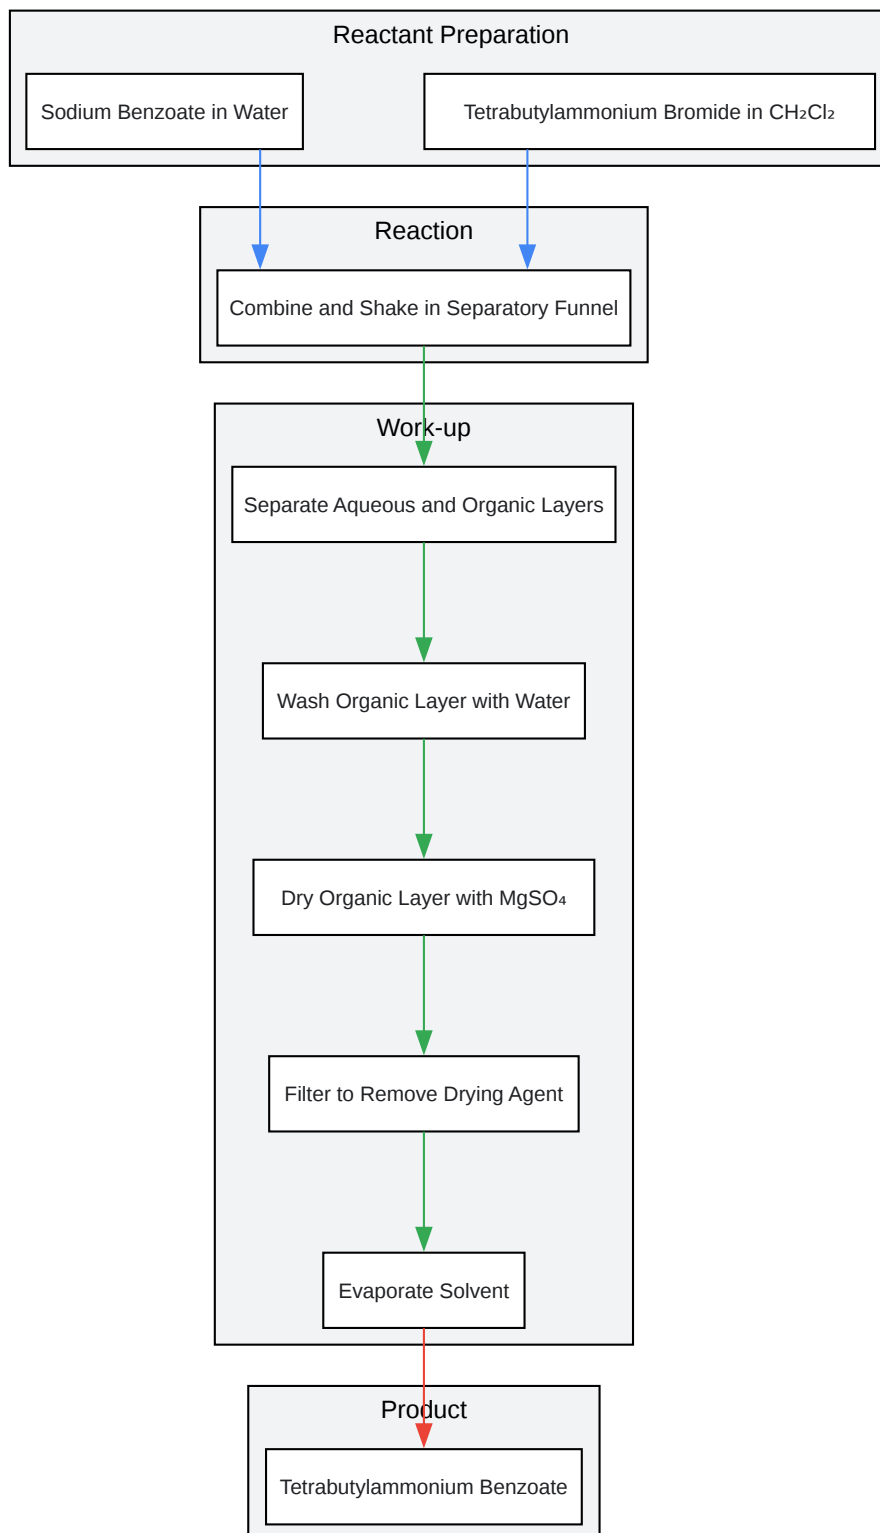 Reactant Preparation
Sodium Benzoate in Water
Tetrabutylammonium Bromide in CH₂Cl₂
Reaction
Combine and Shake in Separatory Funnel
Work-up
Separate Aqueous and Organic Layers
Wash Organic Layer with Water
Dry Organic Layer with MgSO₄
Filter to Remove Drying Agent
Evaporate Solvent
Product
Tetrabutylammonium Benzoate